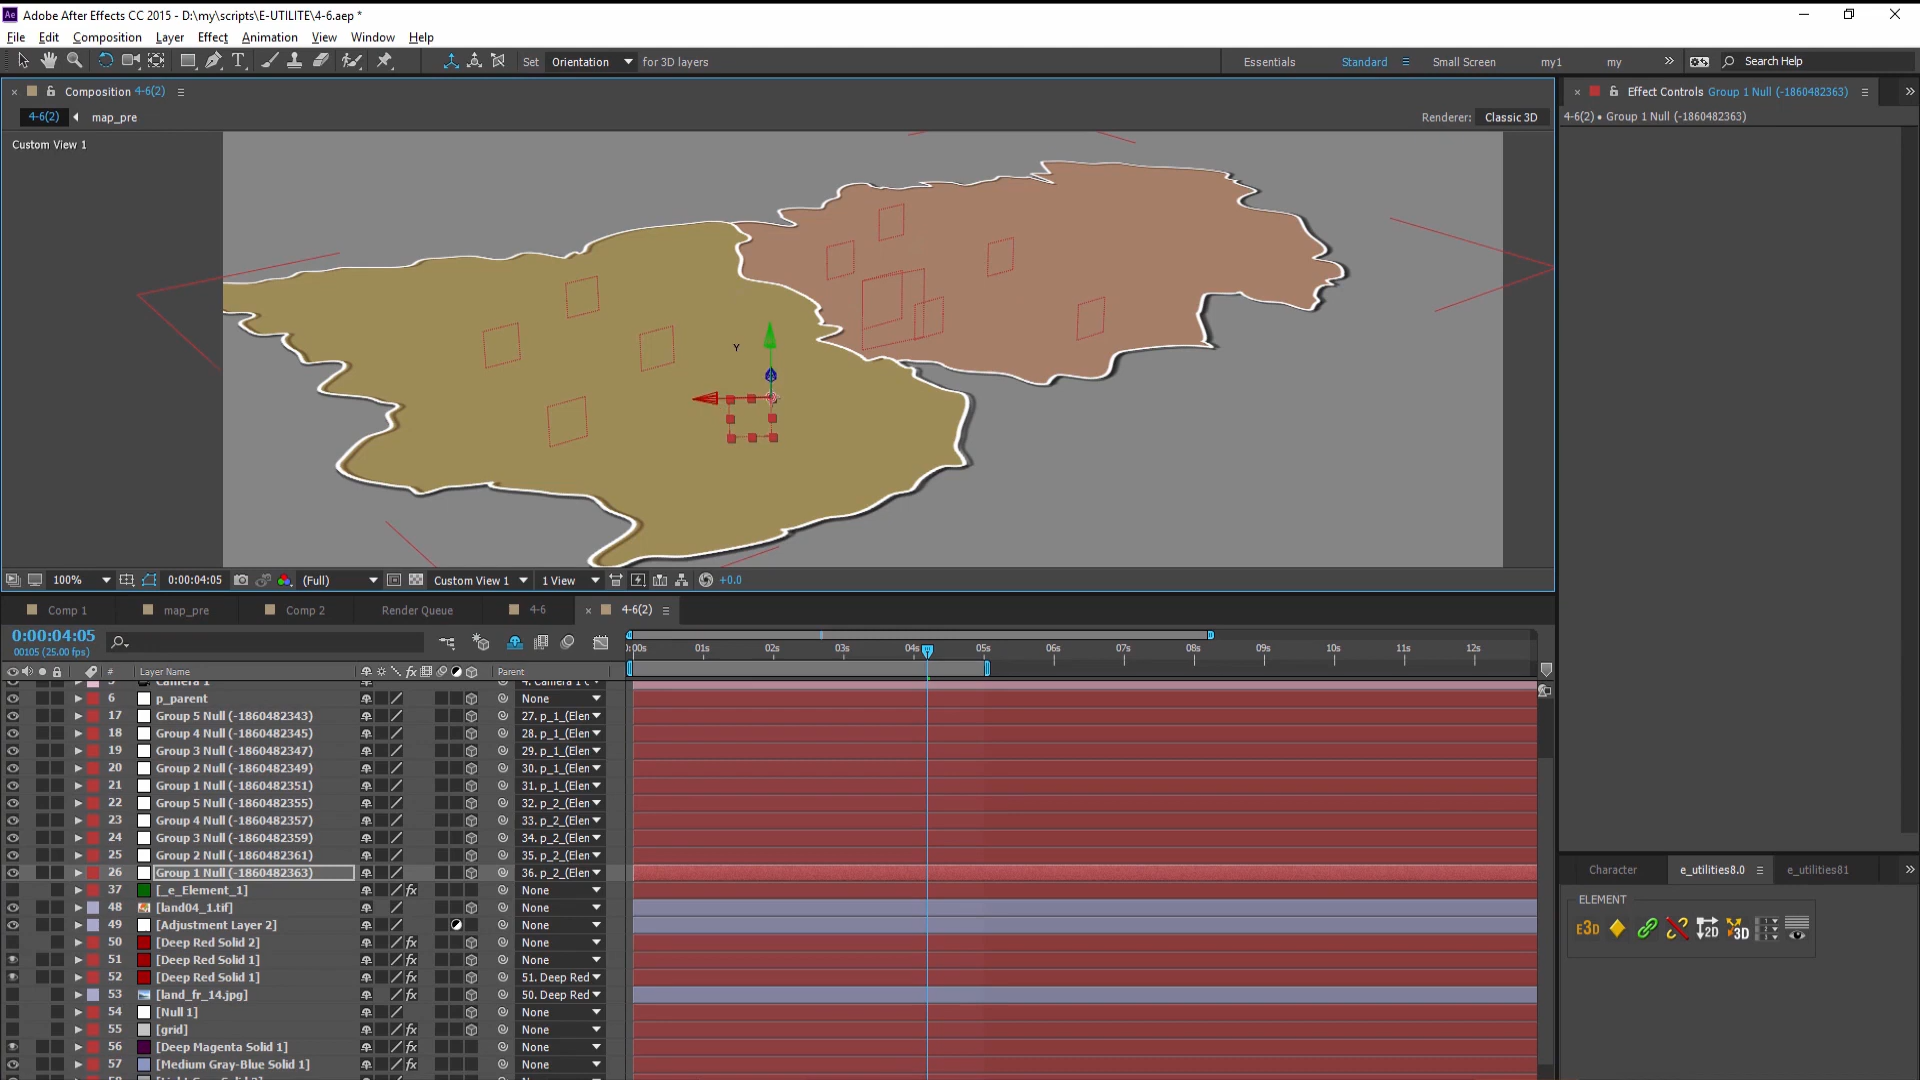 Adobe After Effects CC 2015 - D:\my\scripts\E-UTILITE\4-6.aep *
File Edit Composition Layer Effect Animation View Window Help
Set Orientation for 3D layers Essentials Standard Small Screen my1 my Search Help
Composition 4-6(2)
4-6(2) map_pre Renderer: Classic 3D
Custom View 1
Y
100% 0:00:04:05 (Full) Custom View 1 1 View +0.0
Effect Controls Group 1 Null (-1860482363)
4-6(2) • Group 1 Null (-1860482363)
Comp 1 map_pre Comp 2 Render Queue 4-6 4-6(2)
0:00:04:05
00105 (25.00 fps)
0:00s 01s 02s 03s 04s 05s 06s 07s 08s 09s 10s 11s 12s
# Layer Name fx Parent
6 p_parent None
17 Group 5 Null (-1860482343) 27. p_1_(Elen
18 Group 4 Null (-1860482345) 28. p_1_(Elen
19 Group 3 Null (-1860482347) 29. p_1_(Elen
20 Group 2 Null (-1860482349) 30. p_1_(Elen
21 Group 1 Null (-1860482351) 31. p_1_(Elen
22 Group 5 Null (-1860482355) 32. p_2_(Elen
23 Group 4 Null (-1860482357) 33. p_2_(Elen
24 Group 3 Null (-1860482359) 34. p_2_(Elen
25 Group 2 Null (-1860482361) 35. p_2_(Elen
26 Group 1 Null (-1860482363) 36. p_2_(Elen
37 [_e_Element_1] fx None
48 [land04_1.tif] None
49 [Adjustment Layer 2] None
50 [Deep Red Solid 2] fx None
51 [Deep Red Solid 1] fx None
52 [Deep Red Solid 1] fx 51. Deep Red
53 [land_fr_14.jpg] fx 50. Deep Red
54 [Null 1] None
55 [grid] fx None
56 [Deep Magenta Solid 1] fx None
57 [Medium Gray-Blue Solid 1] fx None
Character e_utilities8.0 e_utilities81
ELEMENT
E3D 2D 3D